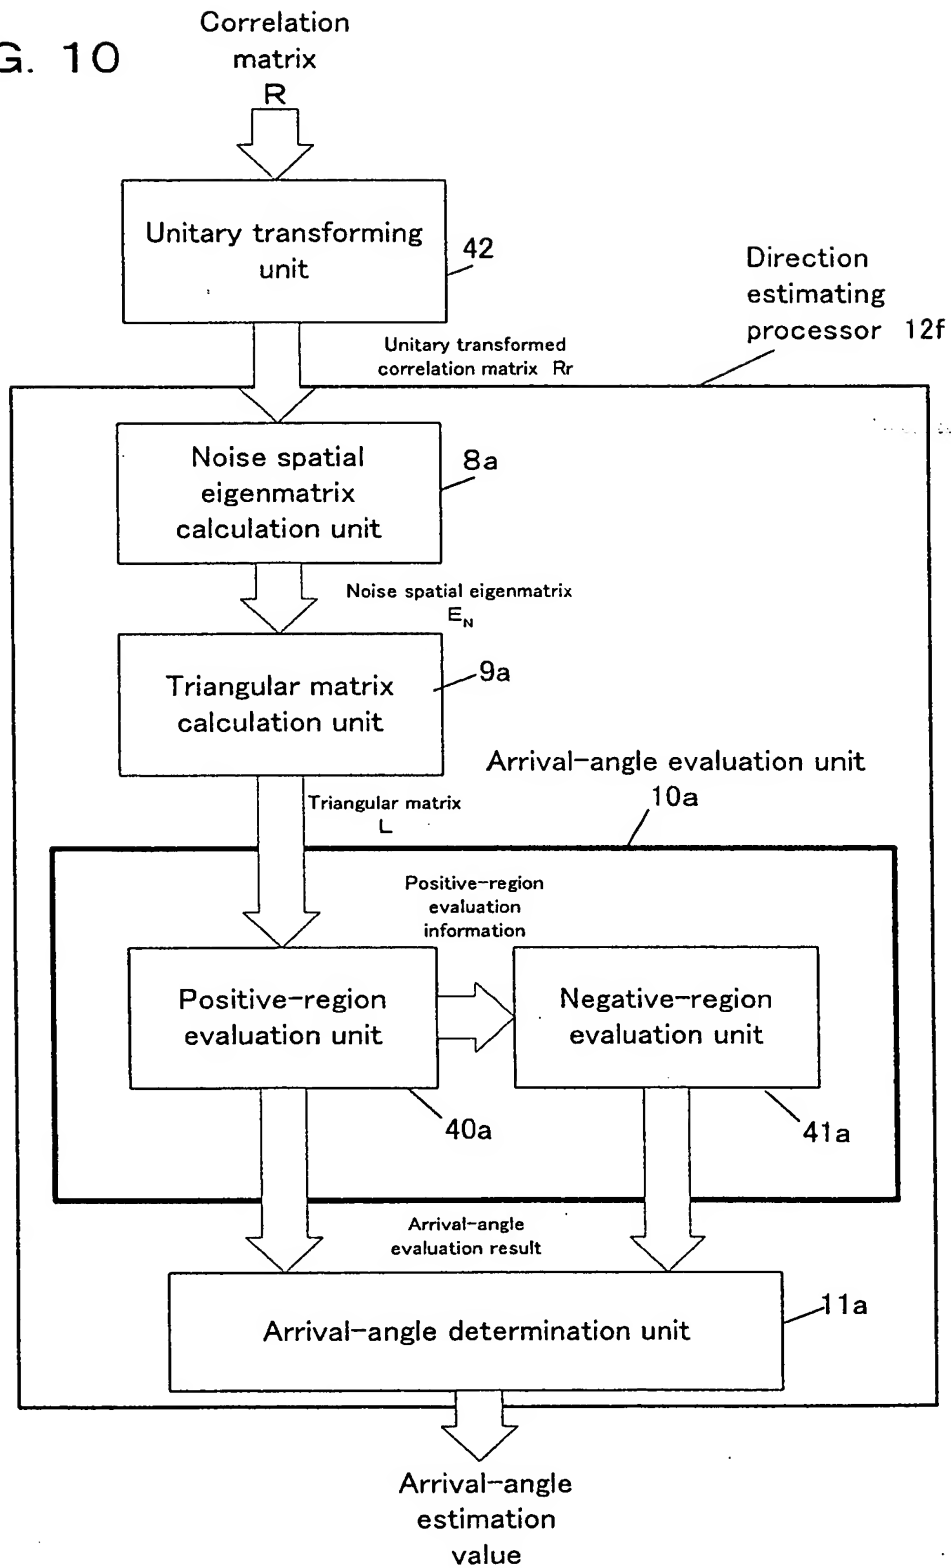 G. 10
Correlation
matrix
R
Unitary transforming
unit
42
Direction
estimating
processor 12f
Unitary transformed
correlation matrix Rr
Noise spatial
eigenmatrix
calculation unit
8a
Noise spatial eigenmatrix
EN
Triangular matrix
calculation unit
9a
Arrival-angle evaluation unit
10a
Triangular matrix
L
Positive-region
evaluation
information
Positive-region
evaluation unit
Negative-region
evaluation unit
40a
41a
Arrival-angle
evaluation result
Arrival-angle determination unit
11a
Arrival-angle
estimation
value